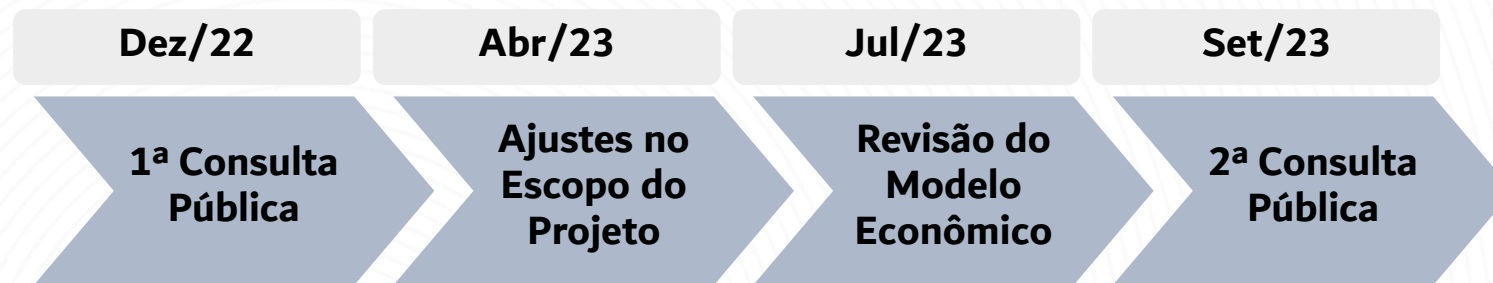 Dez/22
Abr/23
Jul/23
Set/23
1ª Consulta
Pública
Ajustes no
Escopo do
Projeto
Revisão do
Modelo
Econômico
2ª Consulta
Pública